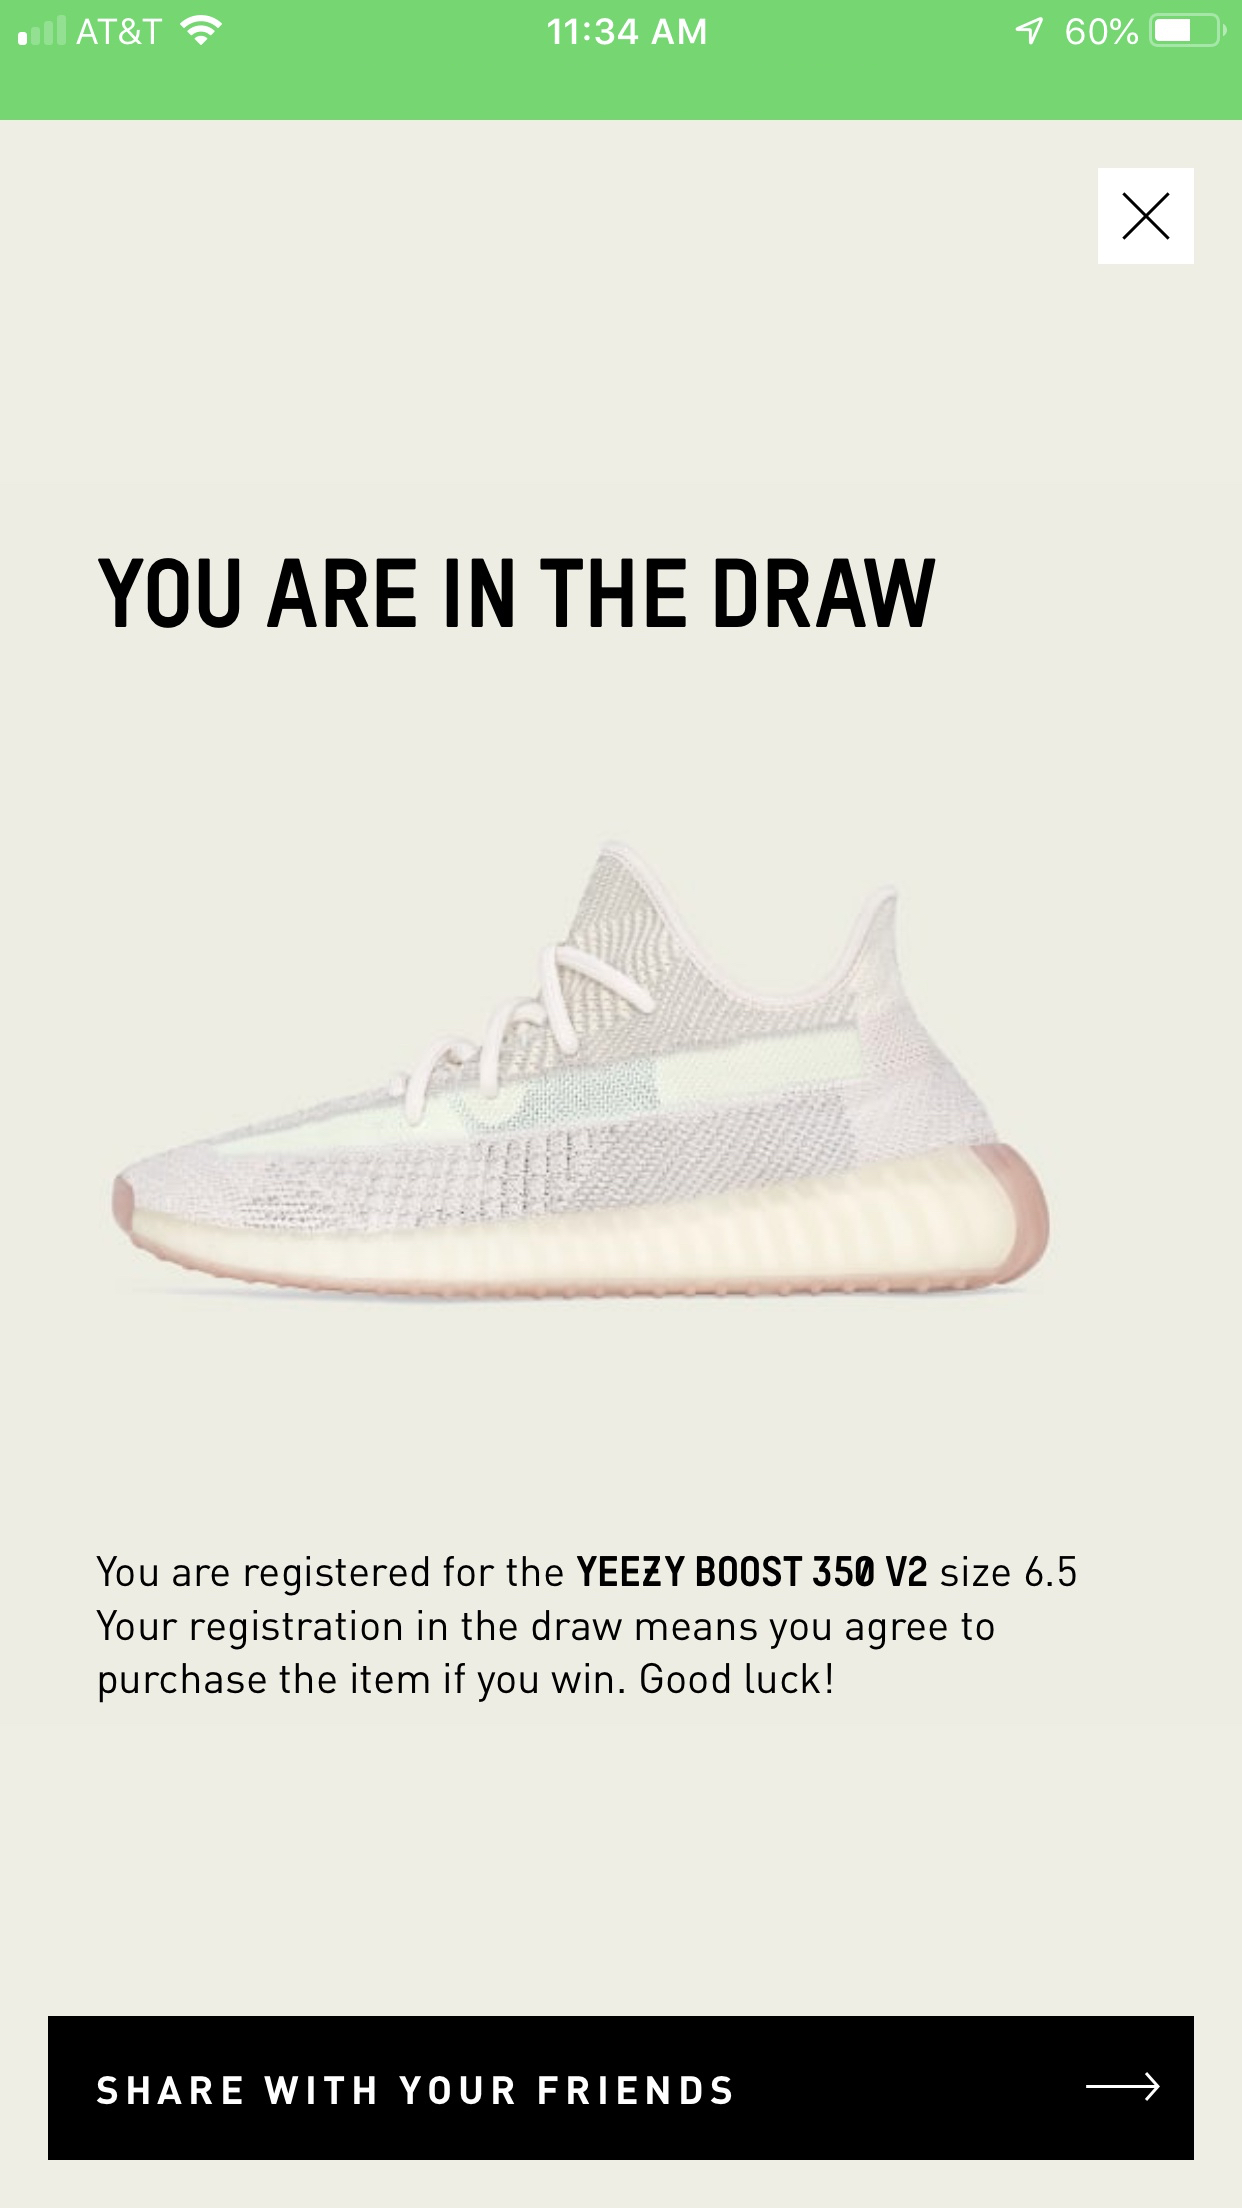 AT&T 11:34 AM 60%
YOU ARE IN THE DRAW
You are registered for the YEEZY BOOST 350 V2 size 6.5
Your registration in the draw means you agree to
purchase the item if you win. Good luck!
SHARE WITH YOUR FRIENDS